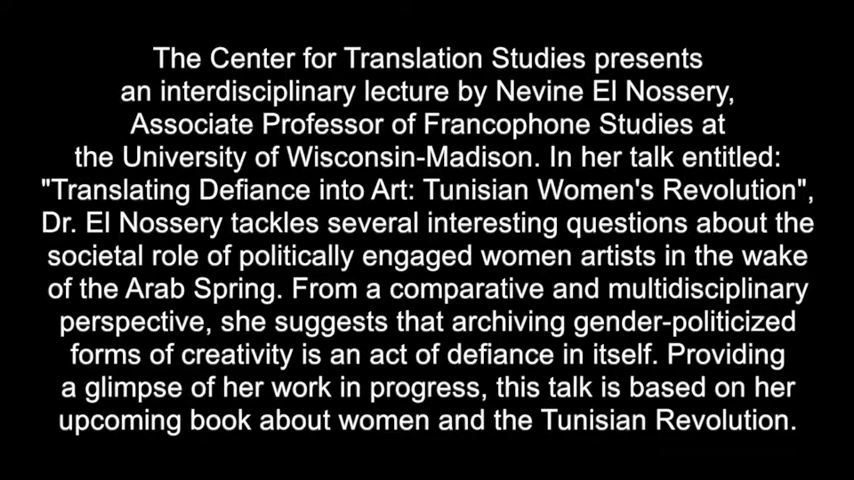 The Center for Translation Studies presents
an interdisciplinary lecture by Nevine El Nossery,
Associate Professor of Francophone Studies at
the University of Wisconsin-Madison. In her talk entitled:
"Translating Defiance into Art: Tunisian Women's Revolution",
Dr. El Nossery tackles several interesting questions about the
societal role of politically engaged women artists in the wake
of the Arab Spring. From a comparative and multidisciplinary
perspective, she suggests that archiving gender-politicized
forms of creativity is an act of defiance in itself. Providing
a glimpse of her work in progress, this talk is based on her
upcoming book about women and the Tunisian Revolution.